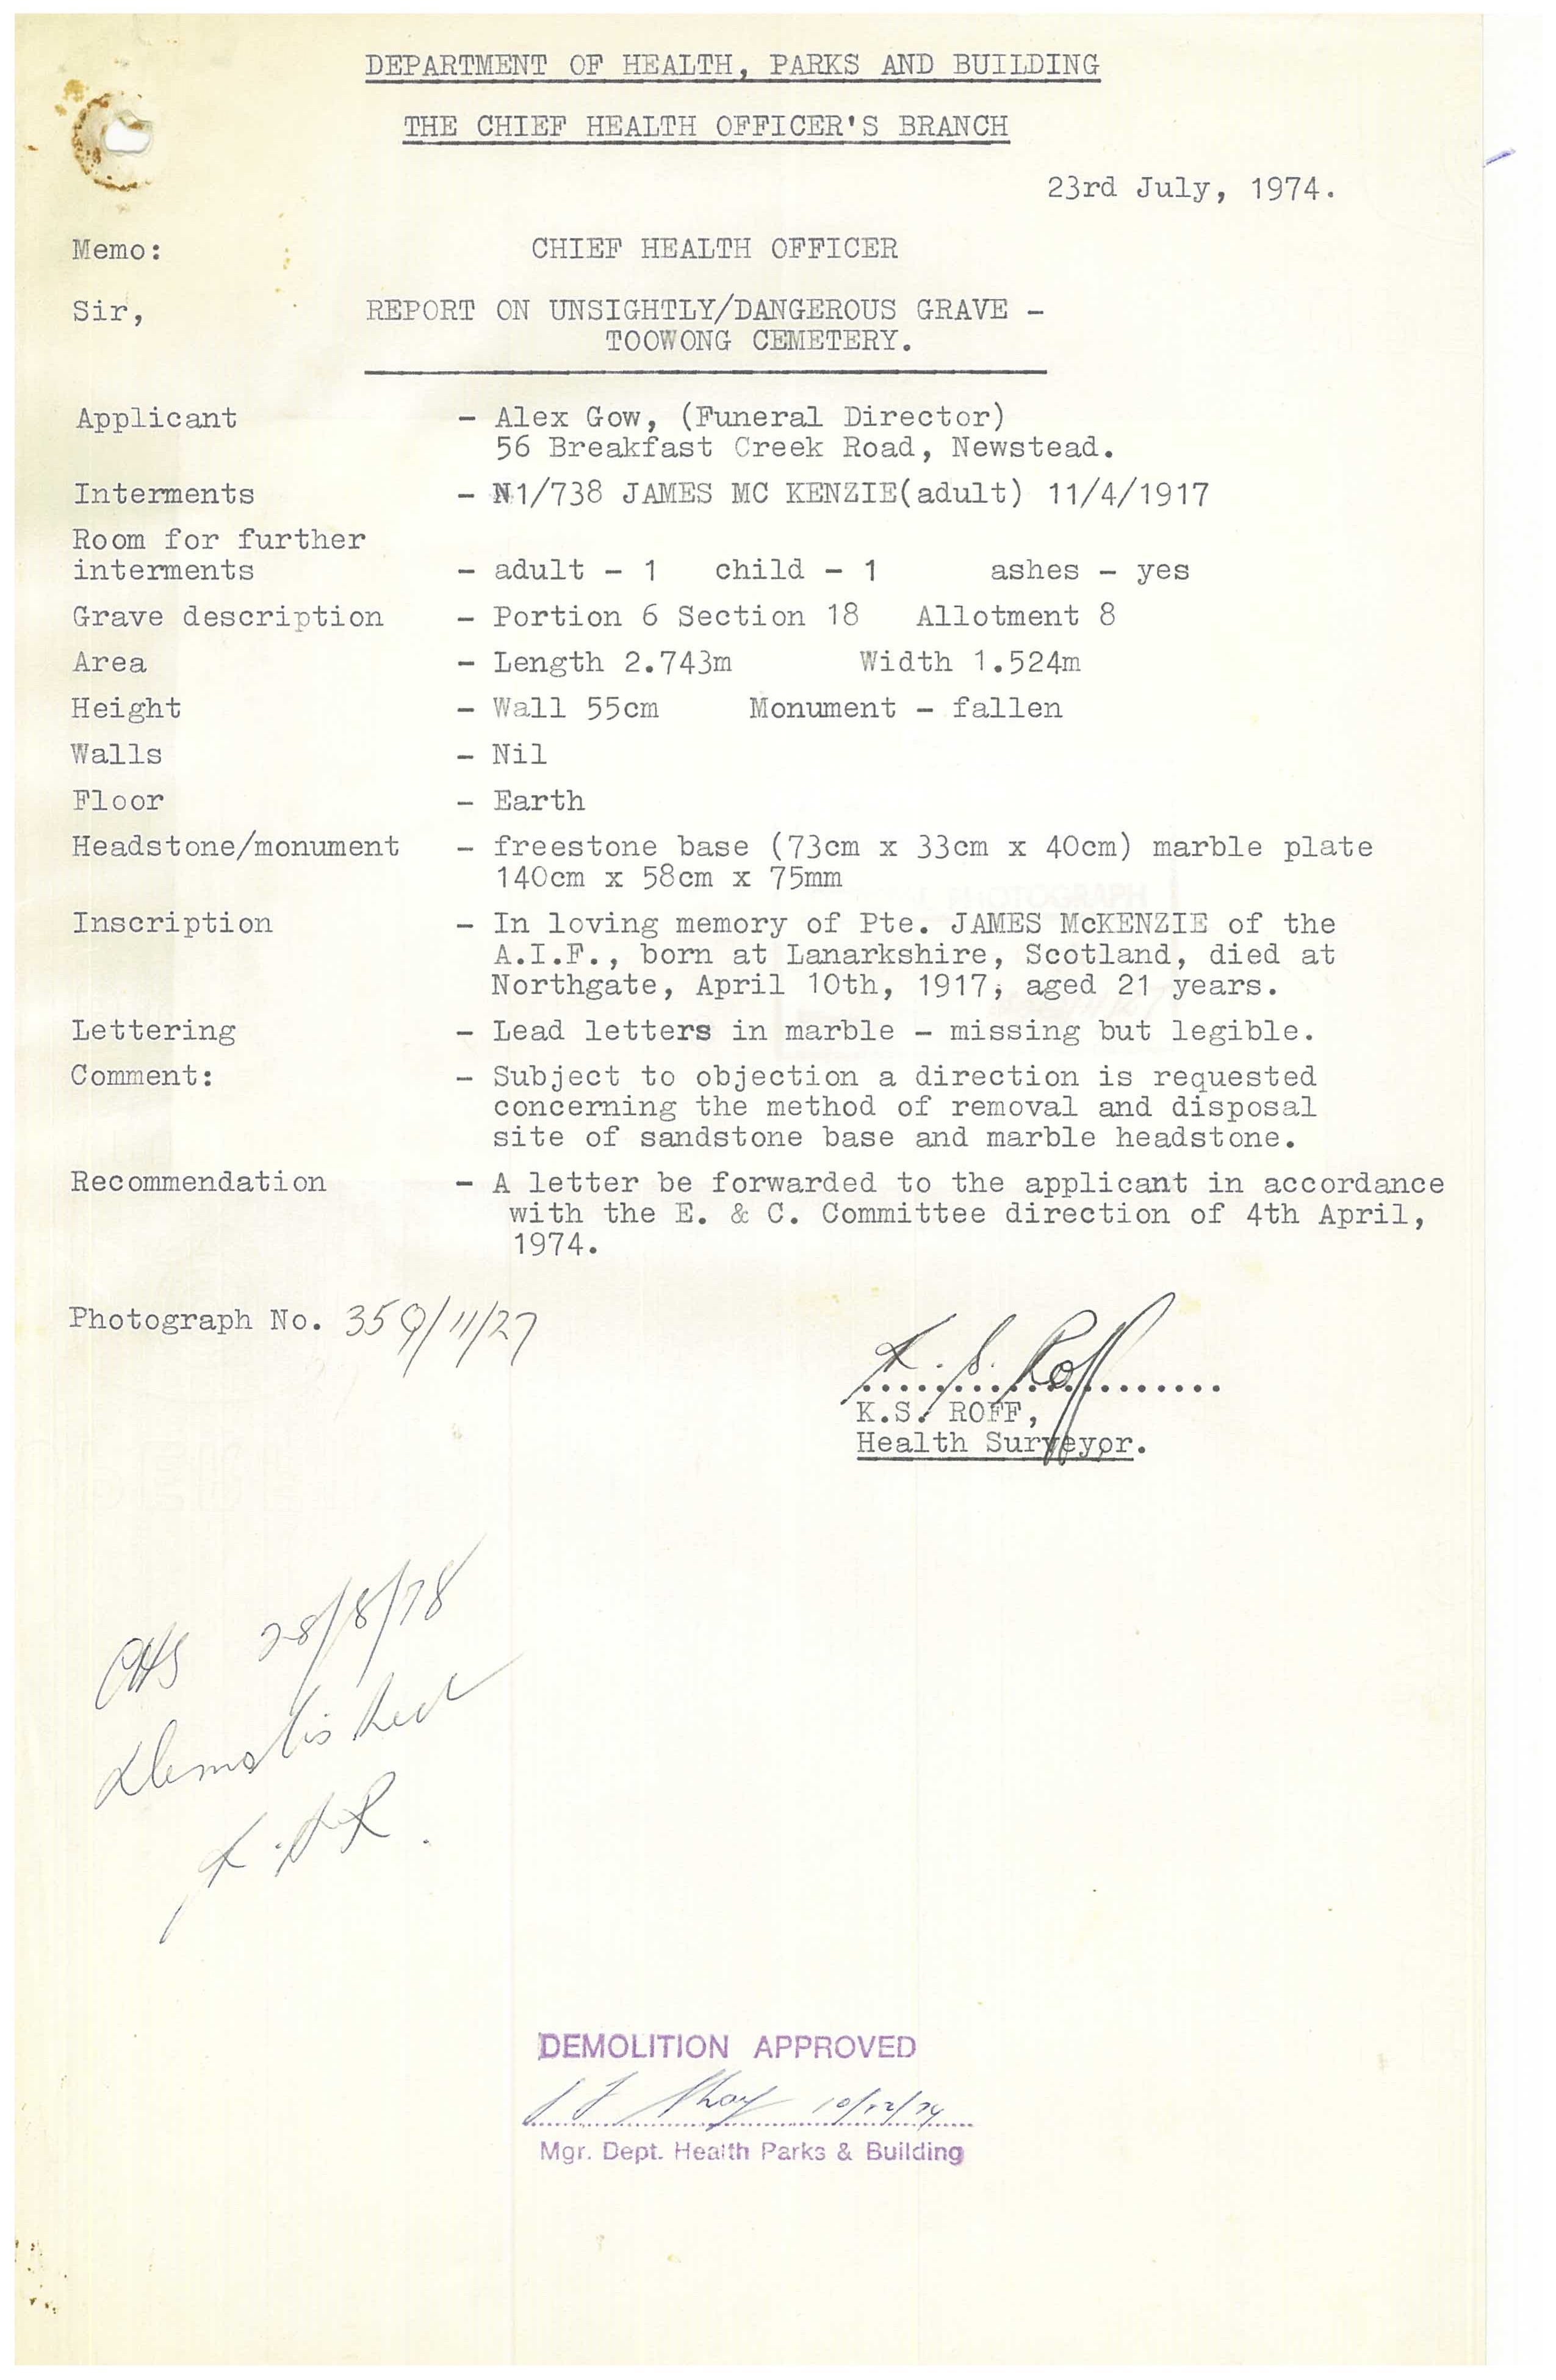 DEPARTMENT OF HEALTH, PARKS AND BUILDING
THE CHIEF HEALTH OFFICER'S BRANCH
23rd July, 1974.
Memo: CHIEF HEALTH OFFICER
Sir, REPORT ON UNSIGHTLY/DANGEROUS GRAVE -
TOOWONG CEMETERY.
Applicant - Alex Gow, (Funeral Director)
56 Breakfast Creek Road, Newstead.
Interments - N1/738 JAMES MC KENZIE(adult) 11/4/1917
Room for further
interments - adult - 1 child - 1 ashes - yes
Grave description - Portion 6 Section 18 Allotment 8
Area - Length 2.743m Width 1.524m
Height - Wall 55cm Monument - fallen
Walls - Nil
Floor - Earth
Headstone/monument - freestone base (73cm x 33cm x 40cm) marble plate
140cm x 58cm x 75mm
Inscription - In loving memory of Pte. JAMES McKENZIE of the
A.I.F., born at Lanarkshire, Scotland, died at
Northgate, April 10th, 1917, aged 21 years.
Lettering - Lead letters in marble - missing but legible.
Comment: - Subject to objection a direction is requested
concerning the method of removal and disposal
site of sandstone base and marble headstone.
Recommendation - A letter be forwarded to the applicant in accordance
with the E. & C. Committee direction of 4th April,
1974.
Photograph No. 359/11/27
K. S. Roff
K.S. ROFF,
Health Surveyor.
28/8/78
Demolished
K.S.R.
DEMOLITION APPROVED
10/12/74
Mgr. Dept. Health Parks & Building